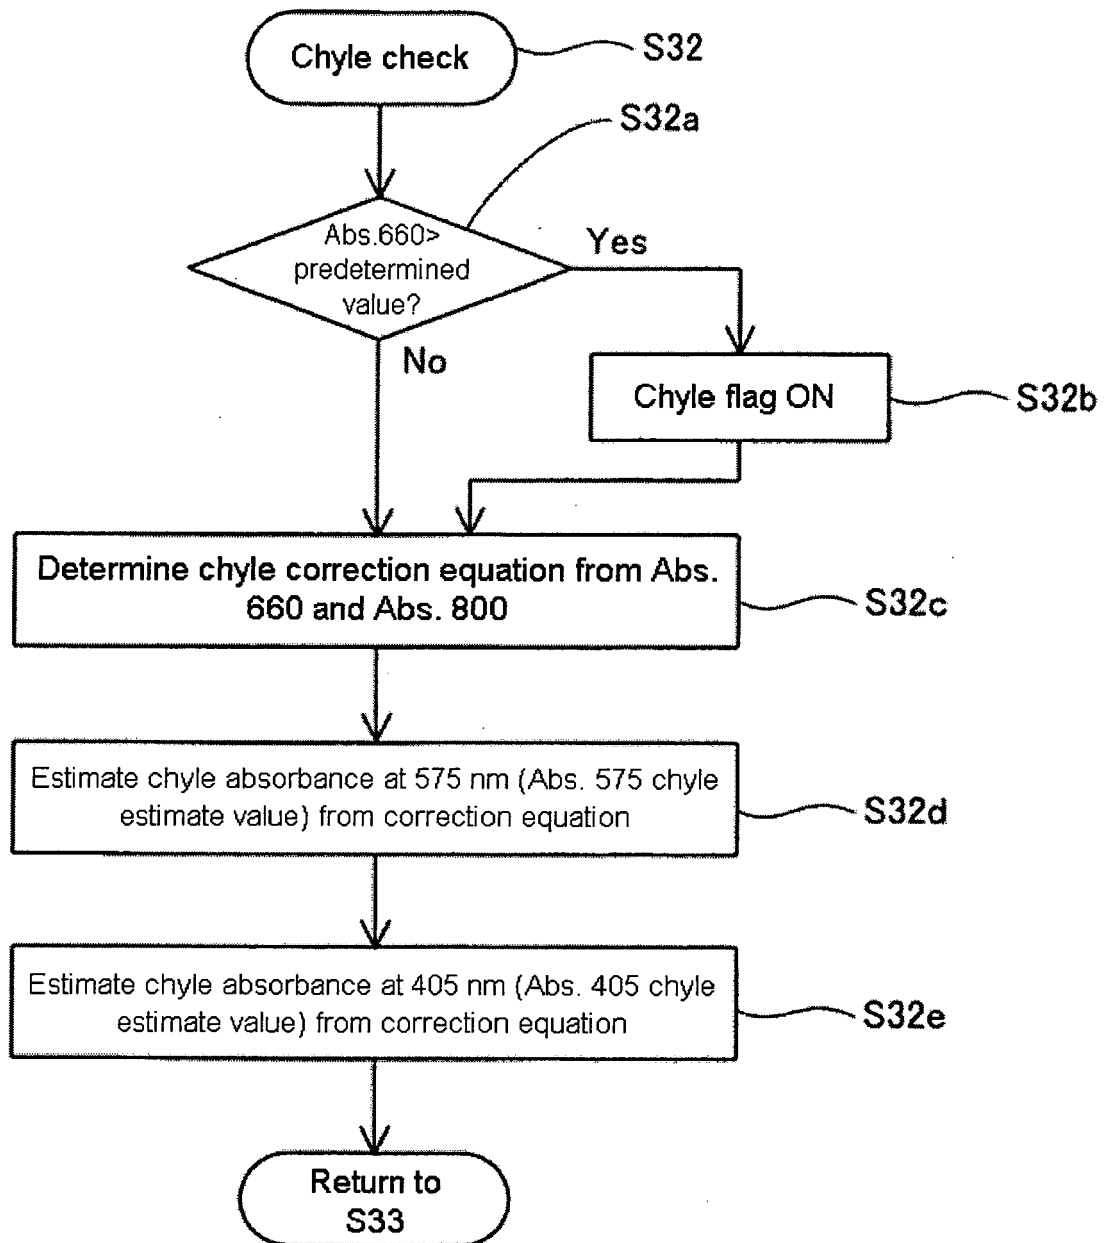 Chyle check
S32
S32a
Abs.660>
predetermined
value?
Yes
No
Chyle flag ON
S32b
Determine chyle correction equation from Abs.
660 and Abs. 800
S32c
Estimate chyle absorbance at 575 nm (Abs. 575 chyle
estimate value) from correction equation
S32d
Estimate chyle absorbance at 405 nm (Abs. 405 chyle
estimate value) from correction equation
S32e
Return to
S33